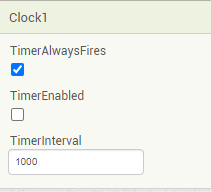 Clock1
TimerAlwaysFires
TimerEnabled
TimerInterval
1000